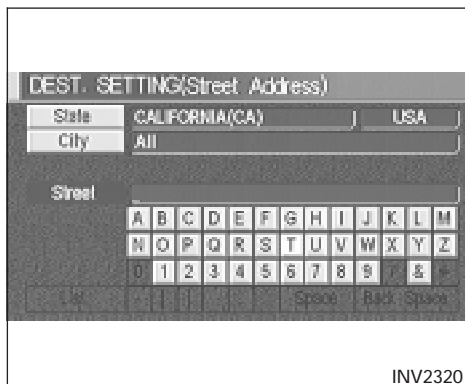 DEST. SETTING(Street Address)
State CALIFORNIA(CA) USA
City All
Street
A B C D E F G H I J K L M
N O P Q R S T U V W X Y Z
0 1 2 3 4 5 6 7 8 9 &
List Space Back Space
INV2320